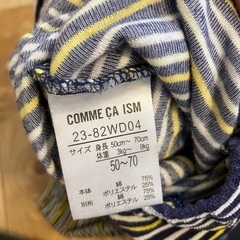 COMME ÇA ISM
23-82WD04
サイズ 身長 50cm〜 70cm
体重 3kg〜 9kg
50〜70
本体 綿 75%
ポリエステル 25%
別布 綿 75%
ポリエステル 25%